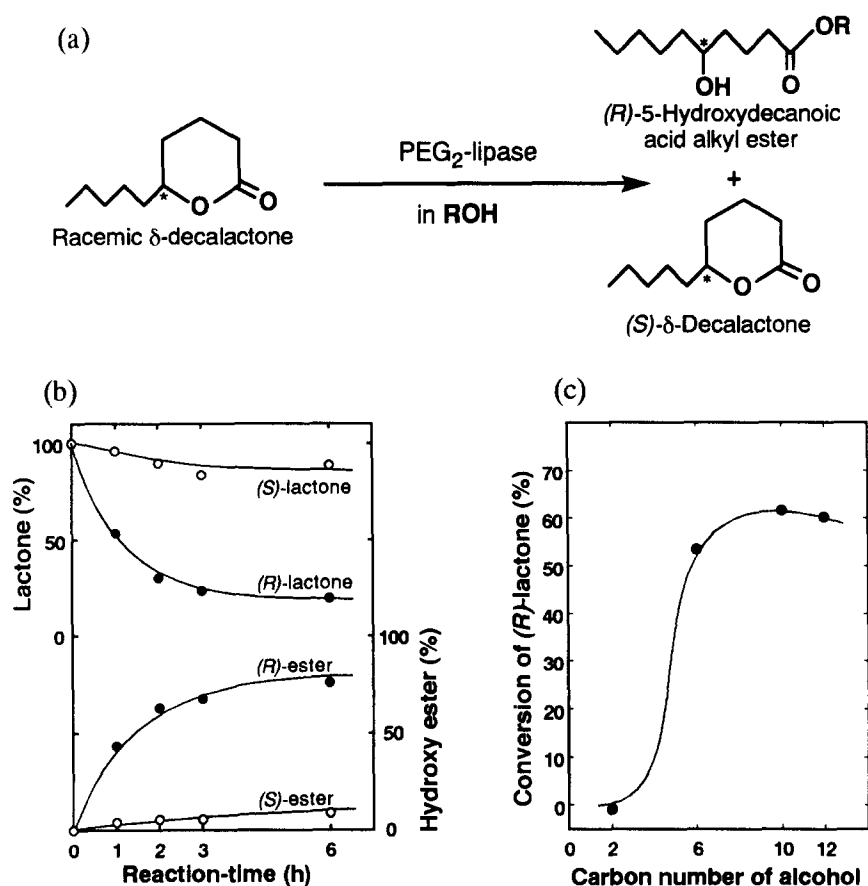 (a)
OR
*
OH
O
(R)-5-Hydroxydecanoic
acid alkyl ester
PEG2-lipase
+
in ROH
*
O
O
Racemic δ-decalactone
*
O
O
(S)-δ-Decalactone
(b)
Lactone (%)
100
50
0
(S)-lactone
(R)-lactone
(R)-ester
(S)-ester
Hydroxy ester (%)
100
50
0
0 1 2 3 6
Reaction-time (h)
(c)
Conversion of (R)-lactone (%)
70
60
50
40
30
20
10
0
0 2 4 6 8 10 12
Carbon number of alcohol